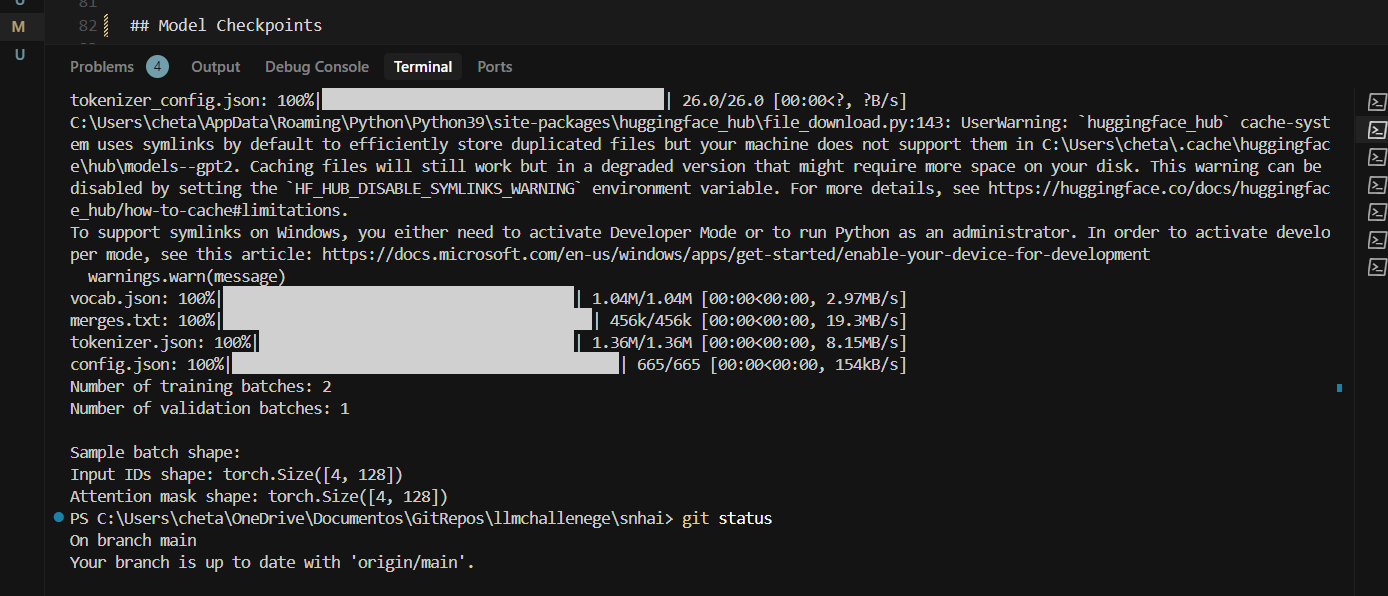 U
81
M
82 ## Model Checkpoints
U
Problems 4 Output Debug Console Terminal Ports
tokenizer_config.json: 100%| | 26.0/26.0 [00:00<?, ?B/s]
C:\Users\cheta\AppData\Roaming\Python\Python39\site-packages\huggingface_hub\file_download.py:143: UserWarning: `huggingface_hub` cache-syst
em uses symlinks by default to efficiently store duplicated files but your machine does not support them in C:\Users\cheta\.cache\huggingfac
e\hub\models--gpt2. Caching files will still work but in a degraded version that might require more space on your disk. This warning can be
disabled by setting the `HF_HUB_DISABLE_SYMLINKS_WARNING` environment variable. For more details, see https://huggingface.co/docs/huggingfac
e_hub/how-to-cache#limitations.
To support symlinks on Windows, you either need to activate Developer Mode or to run Python as an administrator. In order to activate develo
per mode, see this article: https://docs.microsoft.com/en-us/windows/apps/get-started/enable-your-device-for-development
warnings.warn(message)
vocab.json: 100%| | 1.04M/1.04M [00:00<00:00, 2.97MB/s]
merges.txt: 100%| | 456k/456k [00:00<00:00, 19.3MB/s]
tokenizer.json: 100%| | 1.36M/1.36M [00:00<00:00, 8.15MB/s]
config.json: 100%| | 665/665 [00:00<00:00, 154kB/s]
Number of training batches: 2
Number of validation batches: 1
Sample batch shape:
Input IDs shape: torch.Size([4, 128])
Attention mask shape: torch.Size([4, 128])
PS C:\Users\cheta\OneDrive\Documentos\GitRepos\llmchallenege\snhai> git status
On branch main
Your branch is up to date with 'origin/main'.